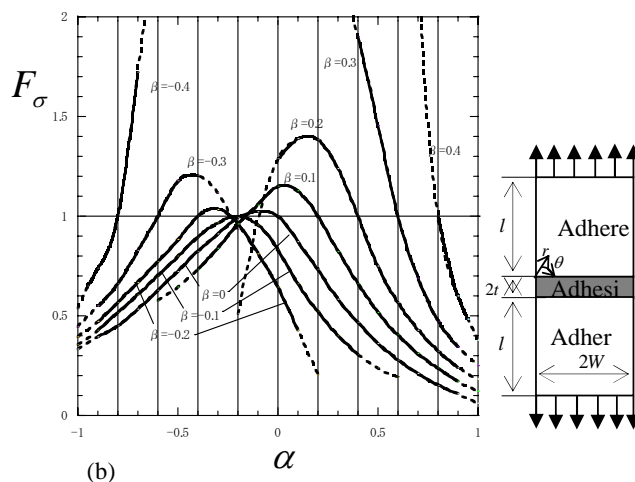 2
1.5
1
0.5
0
F_σ
β=-0.4
β=0.3
β=0.2
β=-0.3
β=0.4
β=0.1
β=0
β=-0.1
β=-0.2
-1
-0.5
0
0.5
1
(b)
α
l
Adhere
r
θ
2t
Adhesi
l
Adher
2W